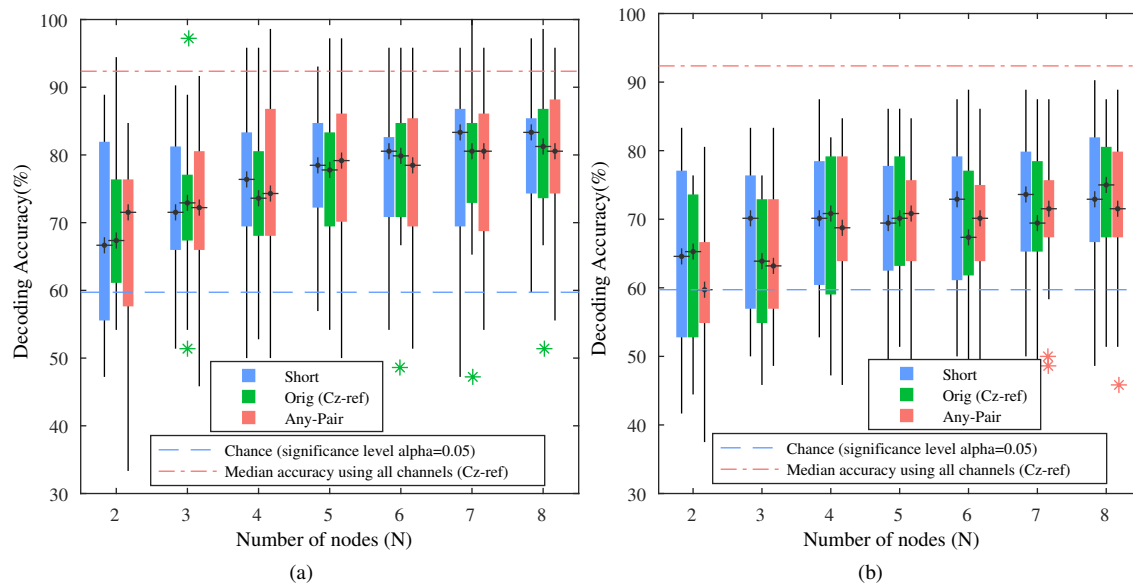 100
90
80
70
60
50
40
30
Decoding Accuracy(%)
2 3 4 5 6 7 8
Number of nodes (N)
Short
Orig (Cz-ref)
Any-Pair
Chance (significance level alpha=0.05)
Median accuracy using all channels (Cz-ref)
(a)
100
90
80
70
60
50
40
30
Decoding Accuracy(%)
2 3 4 5 6 7 8
Number of nodes (N)
Short
Orig (Cz-ref)
Any-Pair
Chance (significance level alpha=0.05)
Median accuracy using all channels (Cz-ref)
(b)